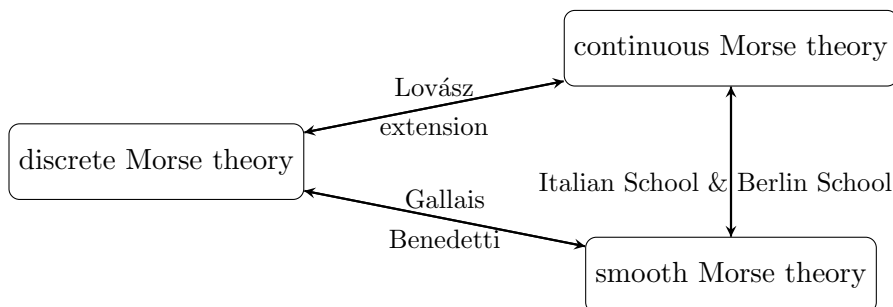 continuous Morse theory
Lovász
extension
discrete Morse theory
Italian School & Berlin School
Gallais
Benedetti
smooth Morse theory